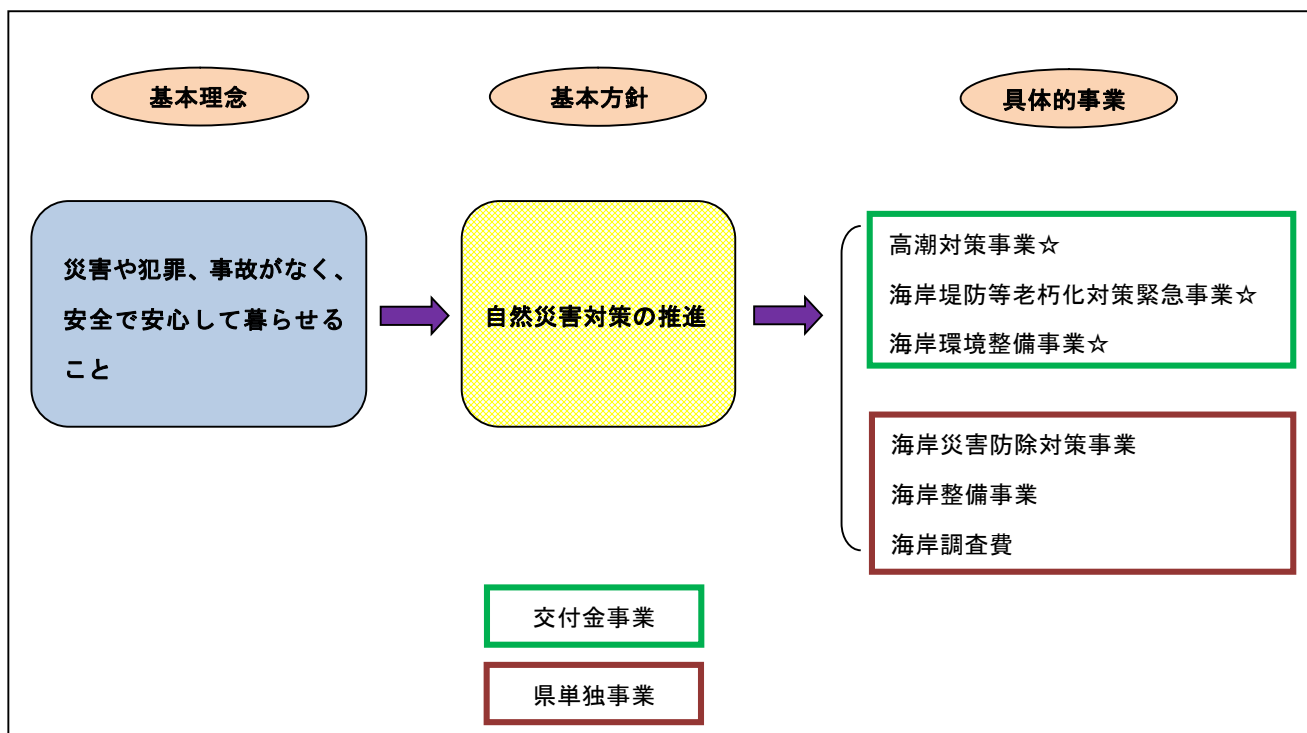 基本理念
基本方針
具体的事業
災害や犯罪、事故がなく、
安全で安心して暮らせる
こと
自然災害対策の推進
高潮対策事業☆
海岸堤防等老朽化対策緊急事業☆
海岸環境整備事業☆
海岸災害防除対策事業
海岸整備事業
海岸調査費
交付金事業
県単独事業